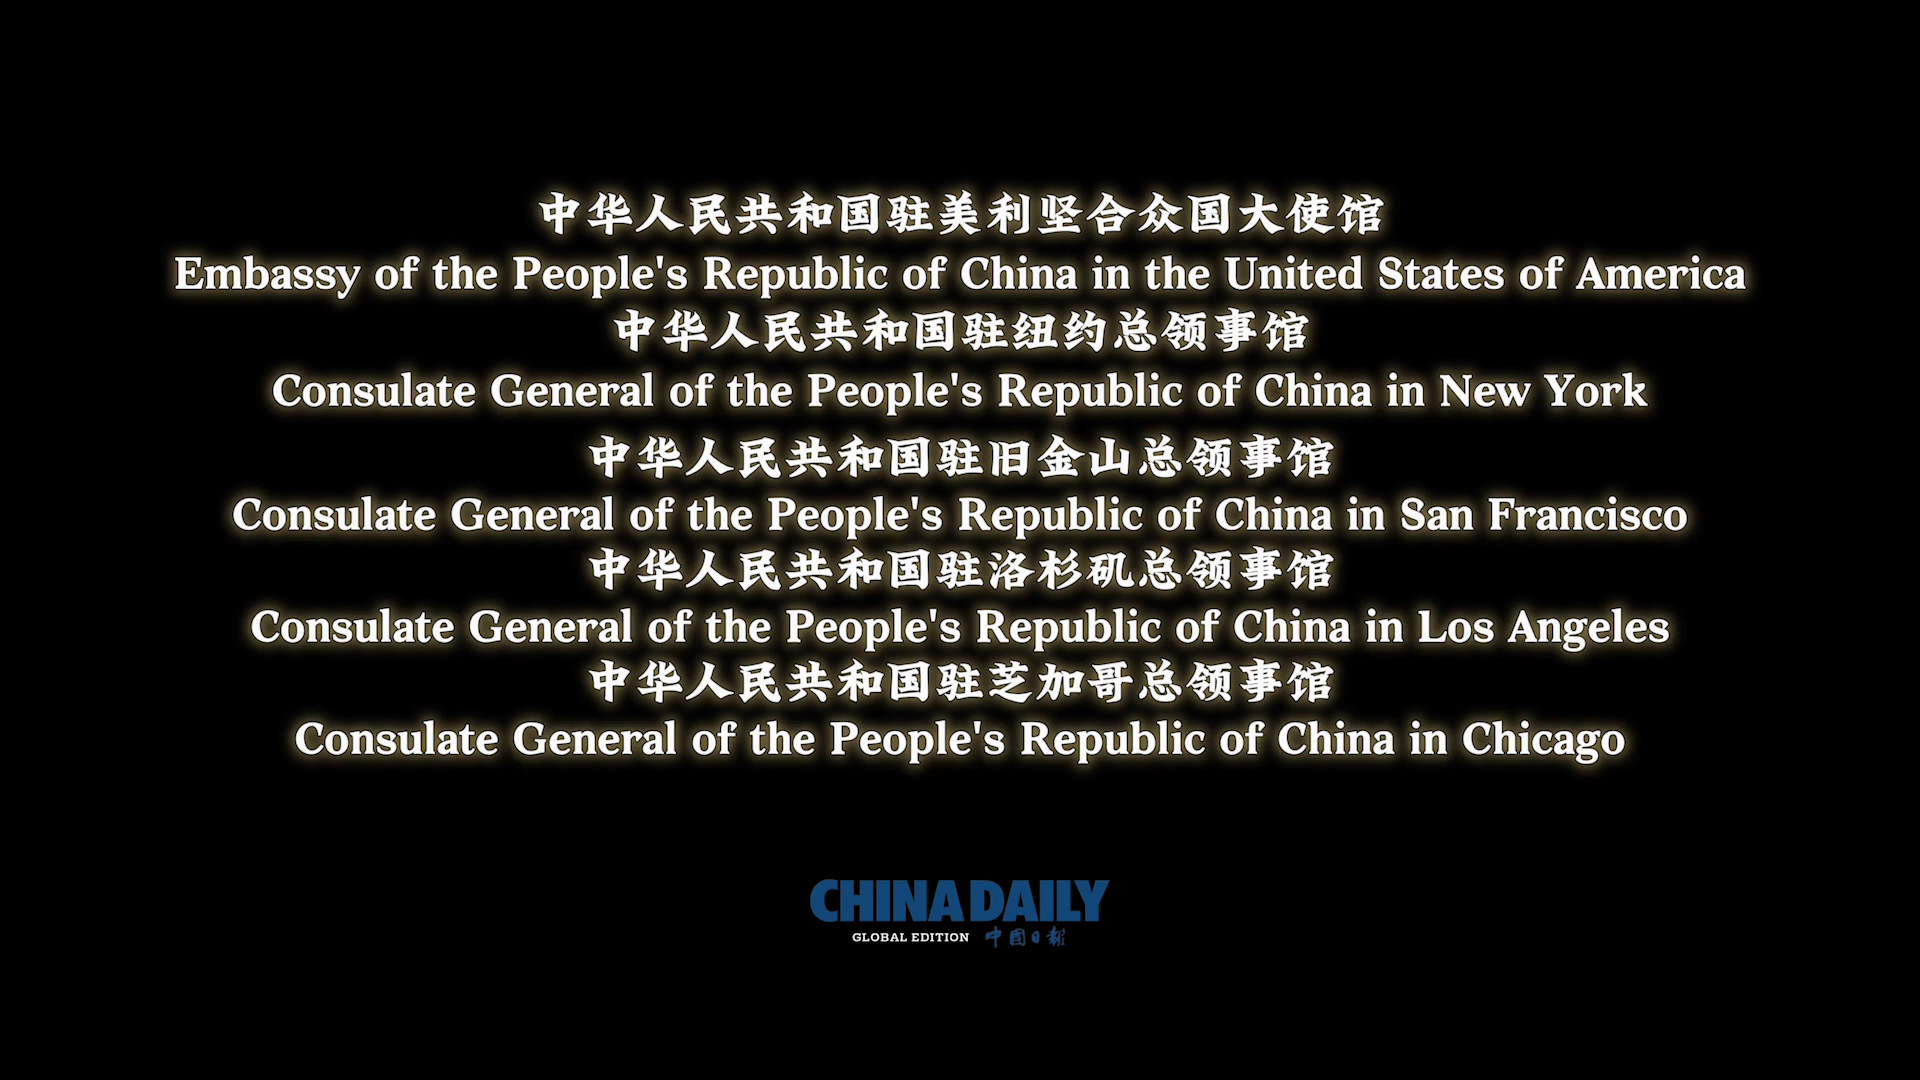 中华人民共和国驻美利坚合众国大使馆
Embassy of the People's Republic of China in the United States of America
中华人民共和国驻纽约总领事馆
Consulate General of the People's Republic of China in New York
中华人民共和国驻旧金山总领事馆
Consulate General of the People's Republic of China in San Francisco
中华人民共和国驻洛杉矶总领事馆
Consulate General of the People's Republic of China in Los Angeles
中华人民共和国驻芝加哥总领事馆
Consulate General of the People's Republic of China in Chicago
CHINA DAILY
GLOBAL EDITION 中國日報